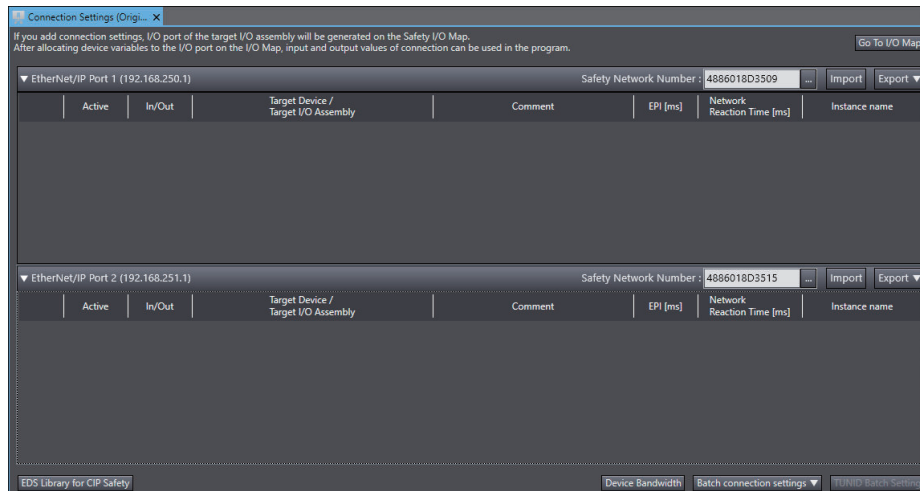 Connection Settings (Origi... X
If you add connection settings, I/O port of the target I/O assembly will be generated on the Safety I/O Map.
After allocating device variables to the I/O port on the I/O Map, input and output values of connection can be used in the program.
Go To I/O Map
▼ EtherNet/IP Port 1 (192.168.250.1) Safety Network Number : 4886018D3509 ... Import Export ▼
Active In/Out Target Device / Target I/O Assembly Comment EPI [ms] Network Reaction Time [ms] Instance name
▼ EtherNet/IP Port 2 (192.168.251.1) Safety Network Number : 4886018D3515 ... Import Export ▼
Active In/Out Target Device / Target I/O Assembly Comment EPI [ms] Network Reaction Time [ms] Instance name
EDS Library for CIP Safety Device Bandwidth Batch connection settings ▼ TUNID Batch Setting